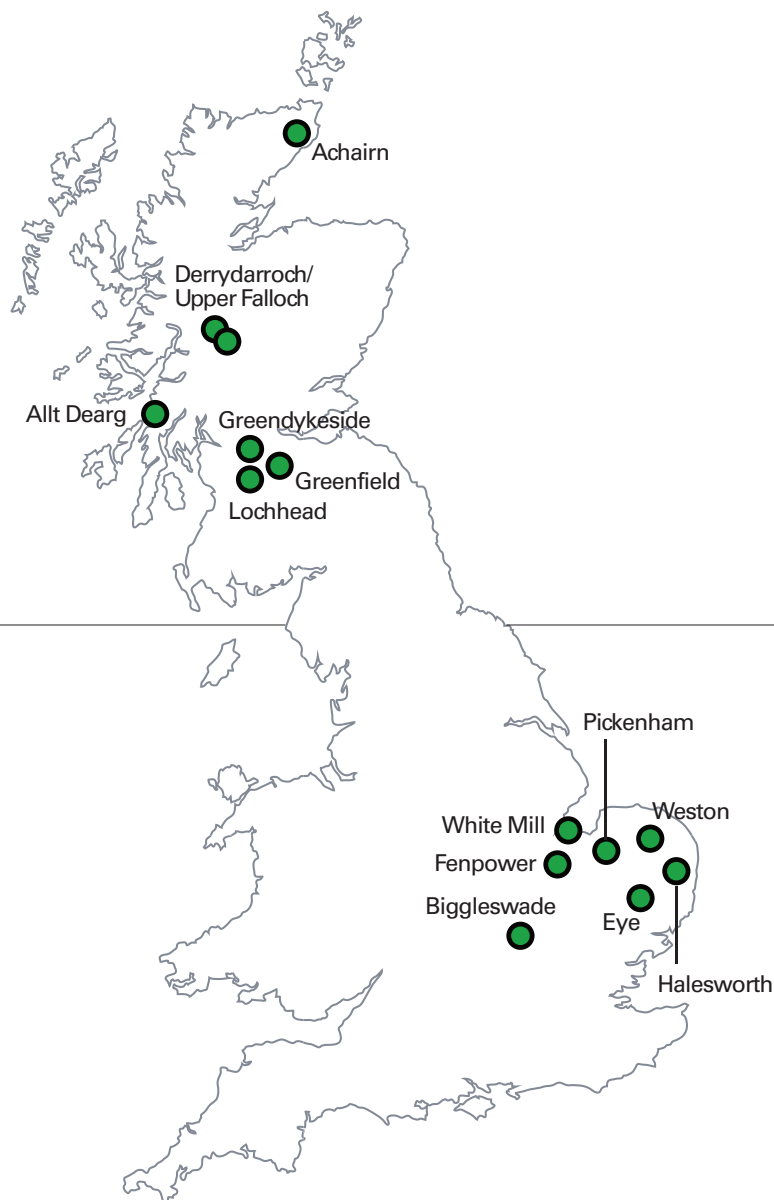 Achairn
Derrydarroch/
Upper Falloch
Allt Dearg
Greendykeside
Greenfield
Lochhead
Pickenham
Weston
White Mill
Fenpower
Biggleswade
Eye
Halesworth